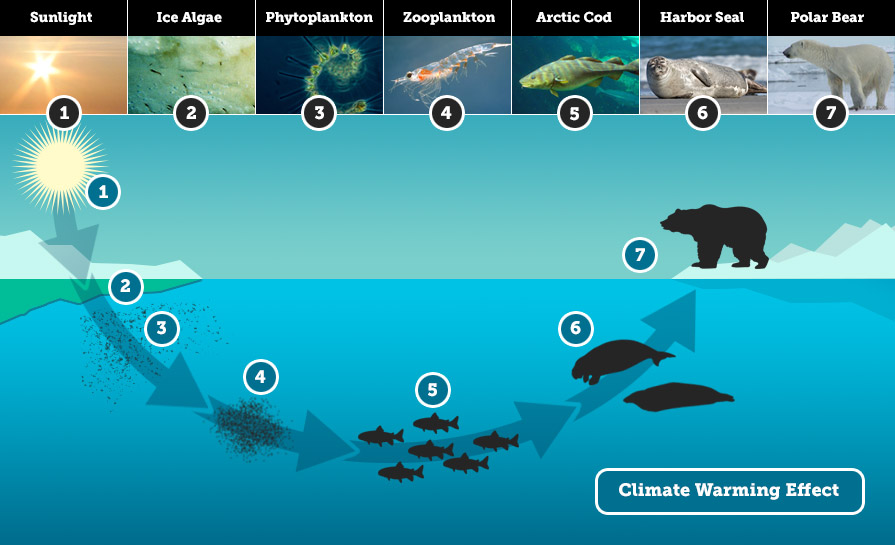 Sunlight
Ice Algae
Phytoplankton
Zooplankton
Arctic Cod
Harbor Seal
Polar Bear
1
2
3
4
5
6
7
1
2
3
4
5
6
7
Climate Warming Effect